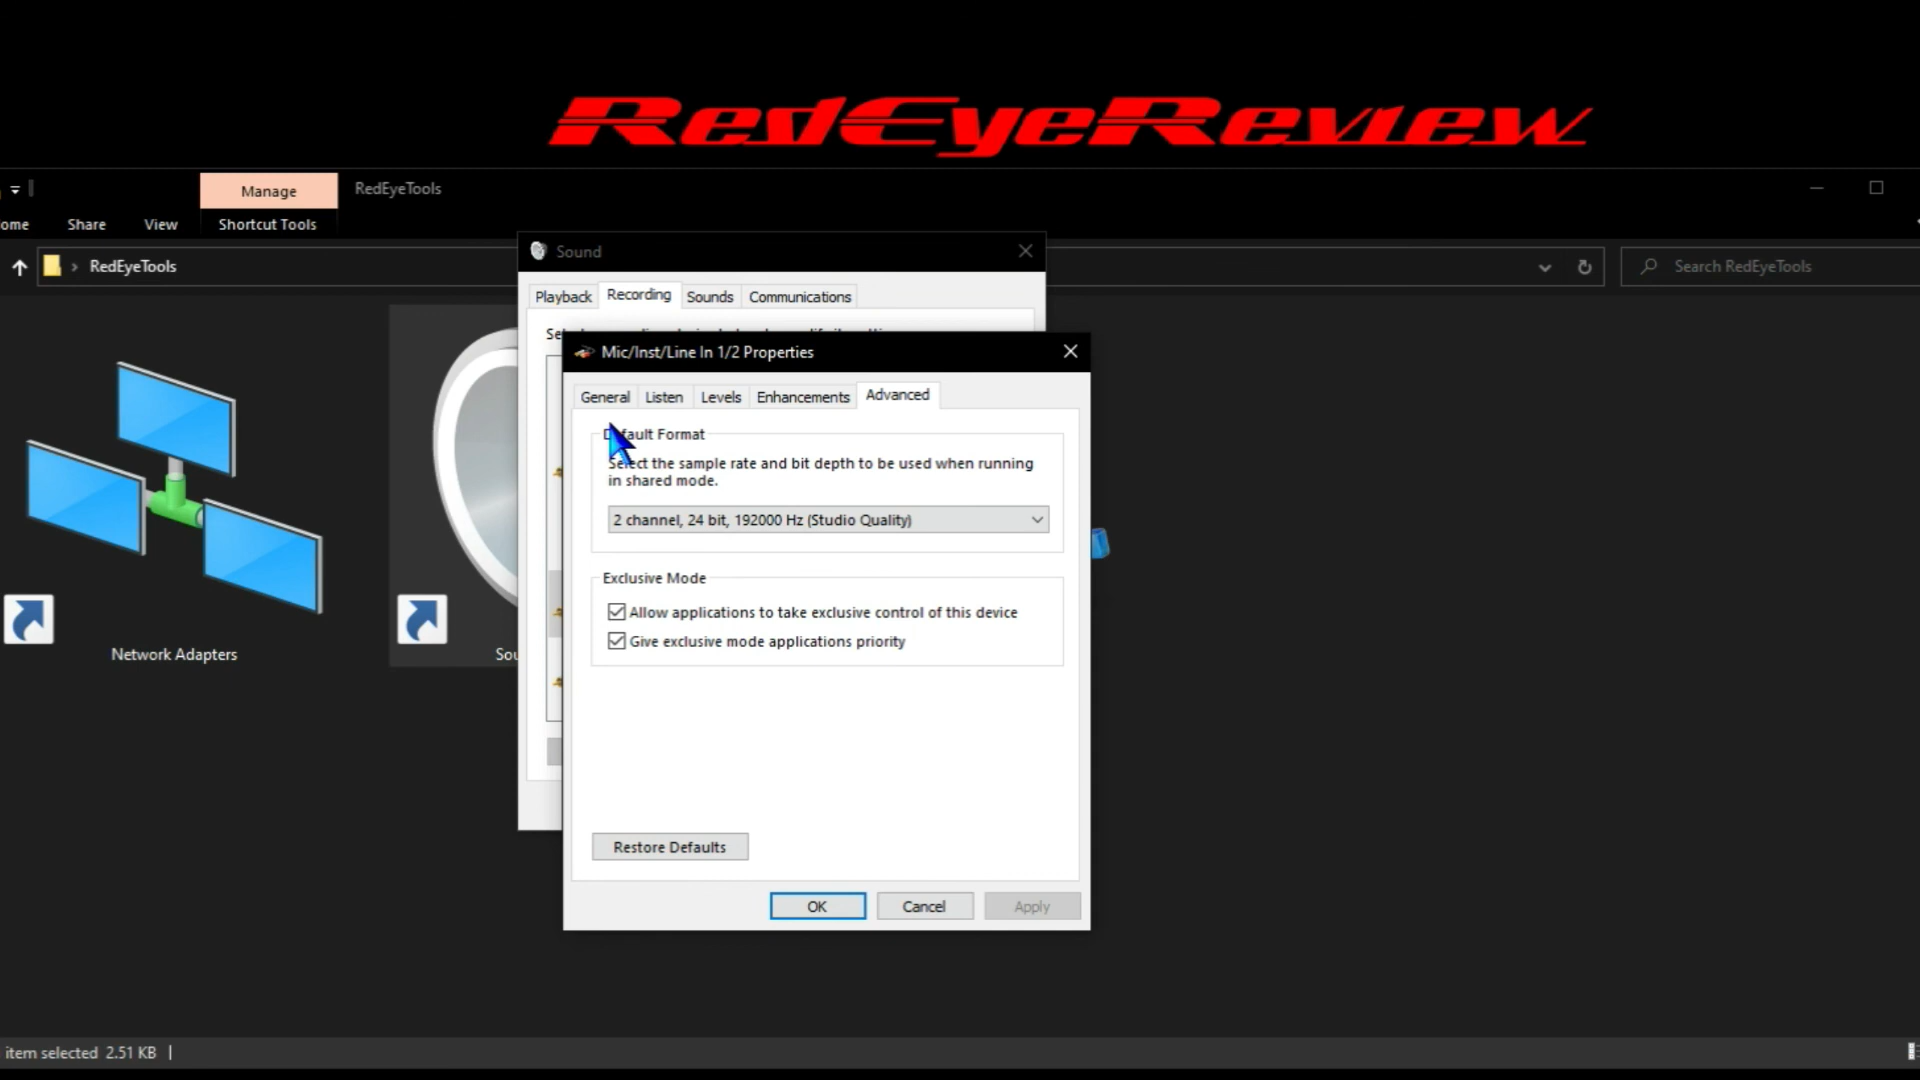 RedEyeReview
Manage
RedEyeTools
Share
View
Shortcut Tools
RedEyeTools
Search RedEyeTools
Sound
Playback
Recording
Sounds
Communications
Mic/Inst/Line In 1/2 Properties
General
Listen
Levels
Enhancements
Advanced
Default Format
Select the sample rate and bit depth to be used when running
in shared mode.
2 channel, 24 bit, 192000 Hz (Studio Quality)
Exclusive Mode
Allow applications to take exclusive control of this device
Give exclusive mode applications priority
Network Adapters
Restore Defaults
OK
Cancel
Apply
item selected 2.51 KB